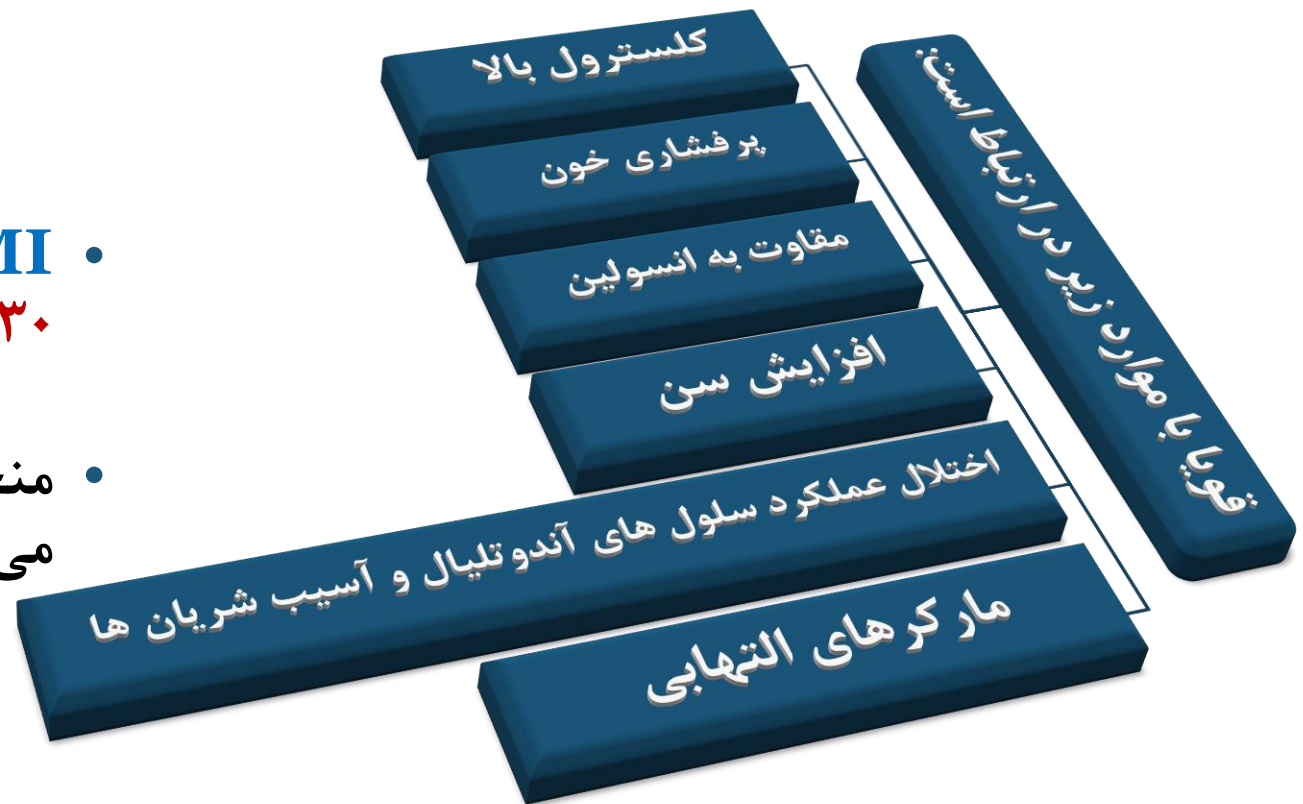 قویا با موارد زیر در ارتباط است:
کلسترول بالا
پرفشاری خون
مقاوت به انسولین
افزایش سن
اختلال عملکرد سلول های آندوتلیال و آسیب شریان ها
مارکرهای التهابی
• MI
۳۰
•
می